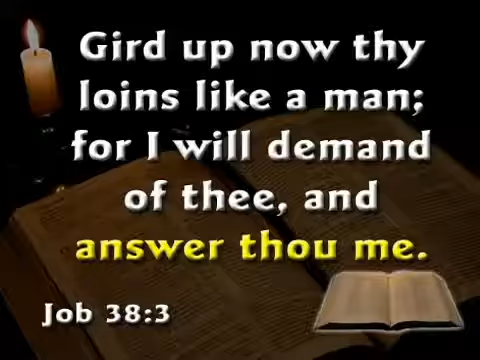 Gird up now thy
loins like a man;
for I will demand
of thee, and
answer thou me.
Job 38:3